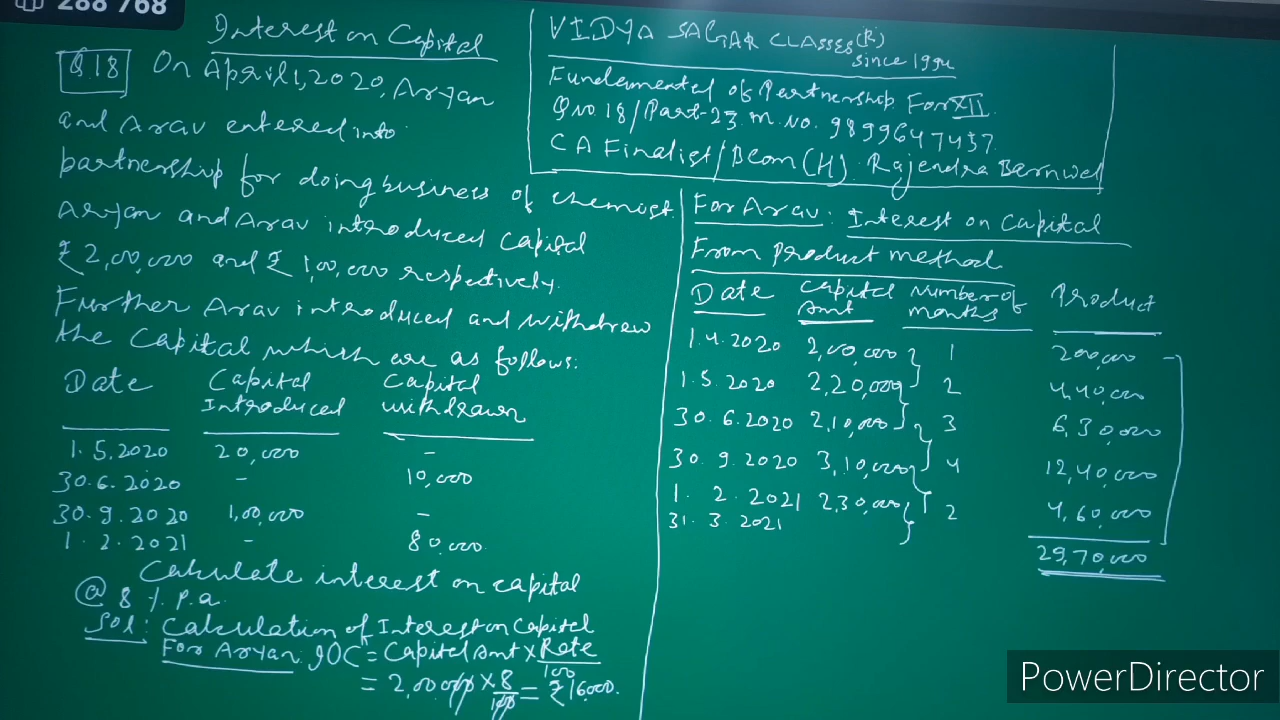 288 768
Interest on Capital
Q.18 On April 1, 2020, Aryan
and Arav entered into
partnership for doing business of chemist.
Aryan and Arav introduced capital
₹ 2,00,000 and ₹ 1,00,000 respectively.
Further Arav introduced and withdrew
the capital which are as follows:
Date Capital Introduced Capital withdrawn
1.5.2020 20,000 -
30.6.2020 - 10,000
30.9.2020 1,00,000 -
1.2.2021 - 80,000
Calculate interest on capital
@ 8 % p.a.
Sol: Calculation of Interest on Capital
For Aryan: IOC = Capital Amt × Rate/100
= 2,00000 × 8/100 = ₹ 16000.
VIDYA SAGAR CLASSES (R)
since 1994
Fundemental of Partnership For XII
Q no. 18/Part-23 m. no. 9899647437
CA Finalist/Bcom (H) Rajendra Barnwal
For Arav: Interest on Capital
From Product method
Date Capital Amt Number of months Product
1.4.2020 2,00,000 1 200,000
1.5.2020 2,20,000 2 4,40,000
30.6.2020 2,10,000 3 6,30,000
30.9.2020 3,10,000 4 12,40,000
1.2.2021 2,30,000 2 4,60,000
31.3.2021
29,70,000
PowerDirector